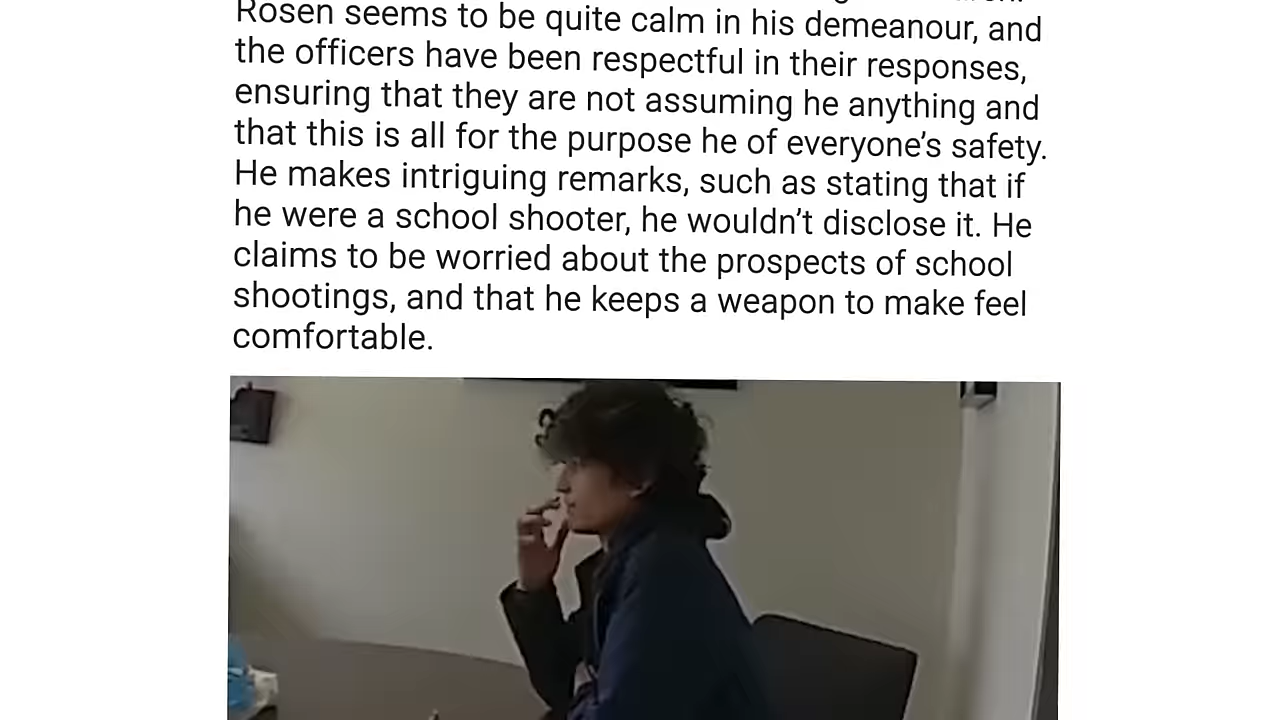 Rosen seems to be quite calm in his demeanour, and
the officers have been respectful in their responses,
ensuring that they are not assuming he anything and
that this is all for the purpose he of everyone’s safety.
He makes intriguing remarks, such as stating that if
he were a school shooter, he wouldn’t disclose it. He
claims to be worried about the prospects of school
shootings, and that he keeps a weapon to make feel
comfortable.